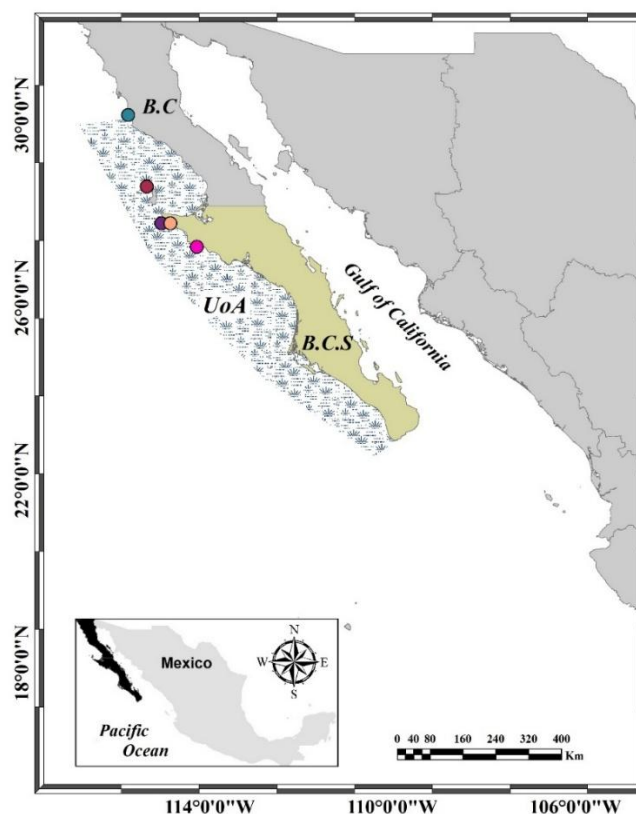 30°0'0"N
26°0'0"N
22°0'0"N
18°0'0"N
B.C
UoA
B.C.S
Gulf of California
Mexico
Pacific
Ocean
N
W
E
S
0 40 80 160 240 320 400
Km
114°0'0"W 110°0'0"W 106°0'0"W